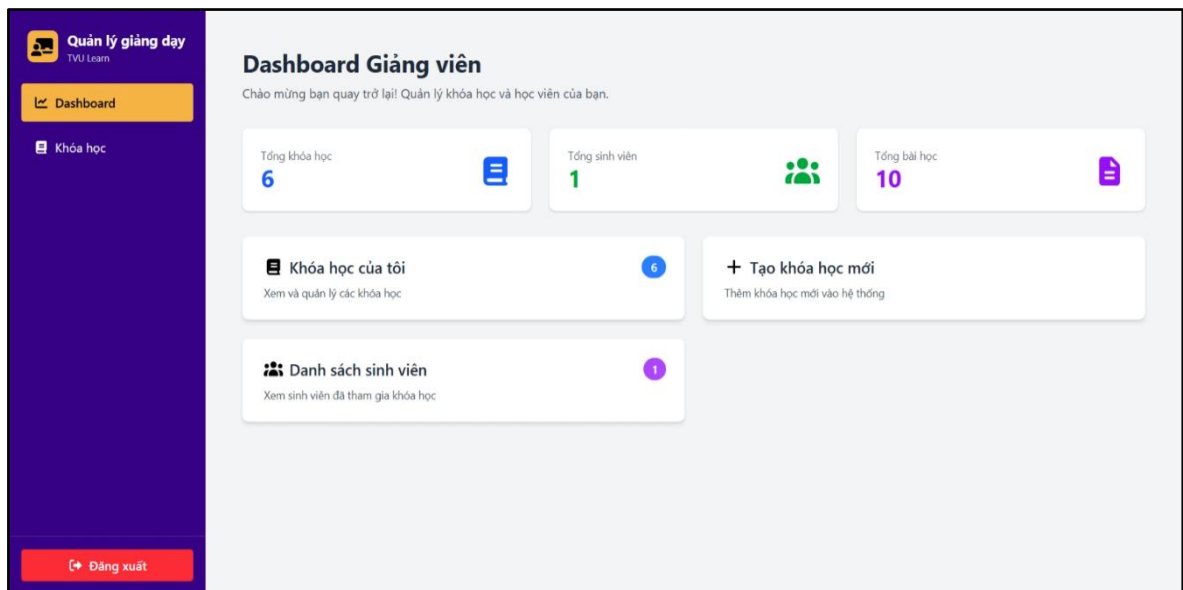 Quản lý giảng dạy
TVU Learn
Dashboard
Khóa học
Đăng xuất
Dashboard Giảng viên
Chào mừng bạn quay trở lại! Quản lý khóa học và học viên của bạn.
Tổng khóa học
6
Tổng sinh viên
1
Tổng bài học
10
Khóa học của tôi
6
Xem và quản lý các khóa học
Tạo khóa học mới
Thêm khóa học mới vào hệ thống
Danh sách sinh viên
1
Xem sinh viên đã tham gia khóa học